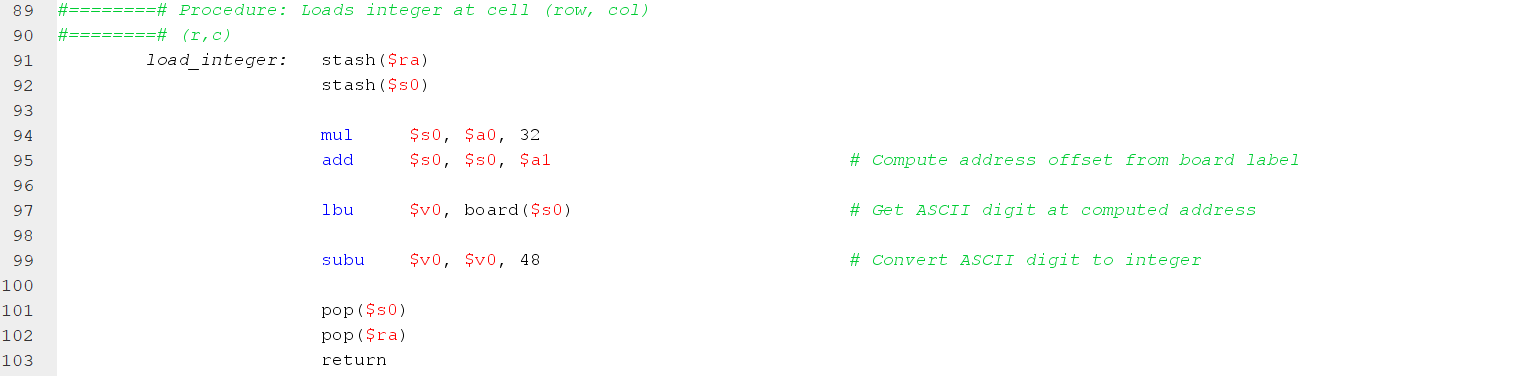 89 #========# Procedure: Loads integer at cell (row, col)
90 #========# (r,c)
91 load_integer: stash($ra)
92 stash($s0)
93
94 mul $s0, $a0, 32
95 add $s0, $s0, $a1 # Compute address offset from board label
96
97 lbu $v0, board($s0) # Get ASCII digit at computed address
98
99 subu $v0, $v0, 48 # Convert ASCII digit to integer
100
101 pop($s0)
102 pop($ra)
103 return